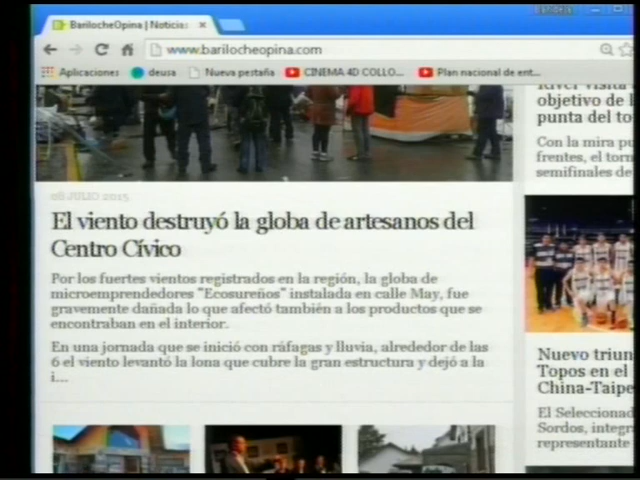 BarilocheOpina | Noticias
www.barilocheopina.com
Aplicaciones
deusa
Nueva pestaña
CINEMA 4D COLLO...
Plan nacional de ent...
08 JULIO 2015
El viento destruyó la globa de artesanos del
Centro Cívico
Por los fuertes vientos registrados en la región, la globa de
microemprendedores "Ecosureños" instalada en calle May, fue
gravemente dañada lo que afectó también a los productos que se
encontraban en el interior.
En una jornada que se inició con ráfagas y lluvia, alrededor de las
6 el viento levantó la lona que cubre la gran estructura y dejó a la
i...
River visita
objetivo de l
punta del to
Con la mira pu
frentes, el torn
semifinales de
Nuevo triun
Topos en el
China-Taipe
El Seleccionad
Sordos, integr
representante